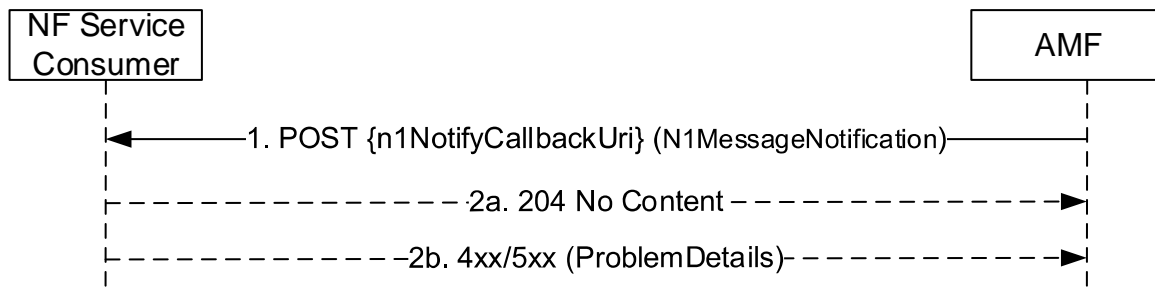 NF Service
Consumer
AMF
1. POST {n1NotifyCallbackUri} (N1MessageNotification)
2a. 204 No Content
2b. 4xx/5xx (ProblemDetails)